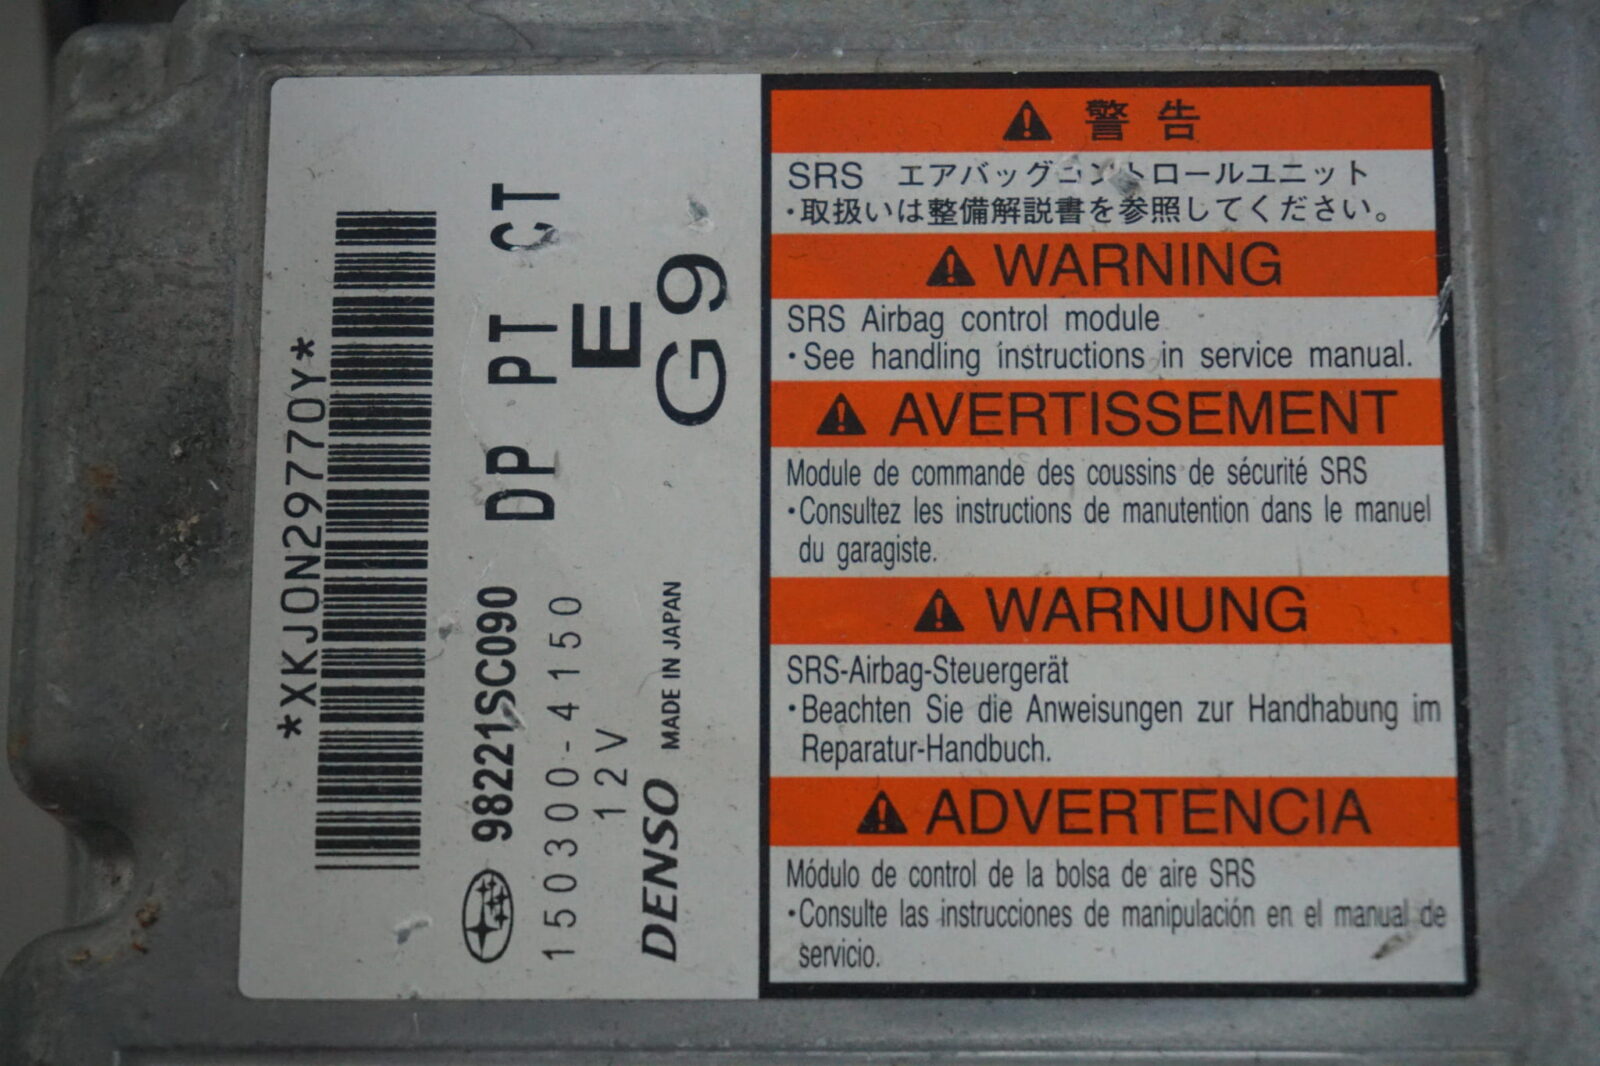 *XKJ0N29770Y*
98221SC090
DP PT CT
150300-4150
12V
E
DENSO
MADE IN JAPAN
G9
警告
SRS エアバッグコントロールユニット
・取扱いは整備解説書を参照してください。
WARNING
SRS Airbag control module
・See handling instructions in service manual.
AVERTISSEMENT
Module de commande des coussins de sécurité SRS
・Consultez les instructions de manutention dans le manuel
du garagiste.
WARNUNG
SRS-Airbag-Steuergerät
・Beachten Sie die Anweisungen zur Handhabung im
Reparatur-Handbuch.
ADVERTENCIA
Módulo de control de la bolsa de aire SRS
・Consulte las instrucciones de manipulación en el manual de
servicio.